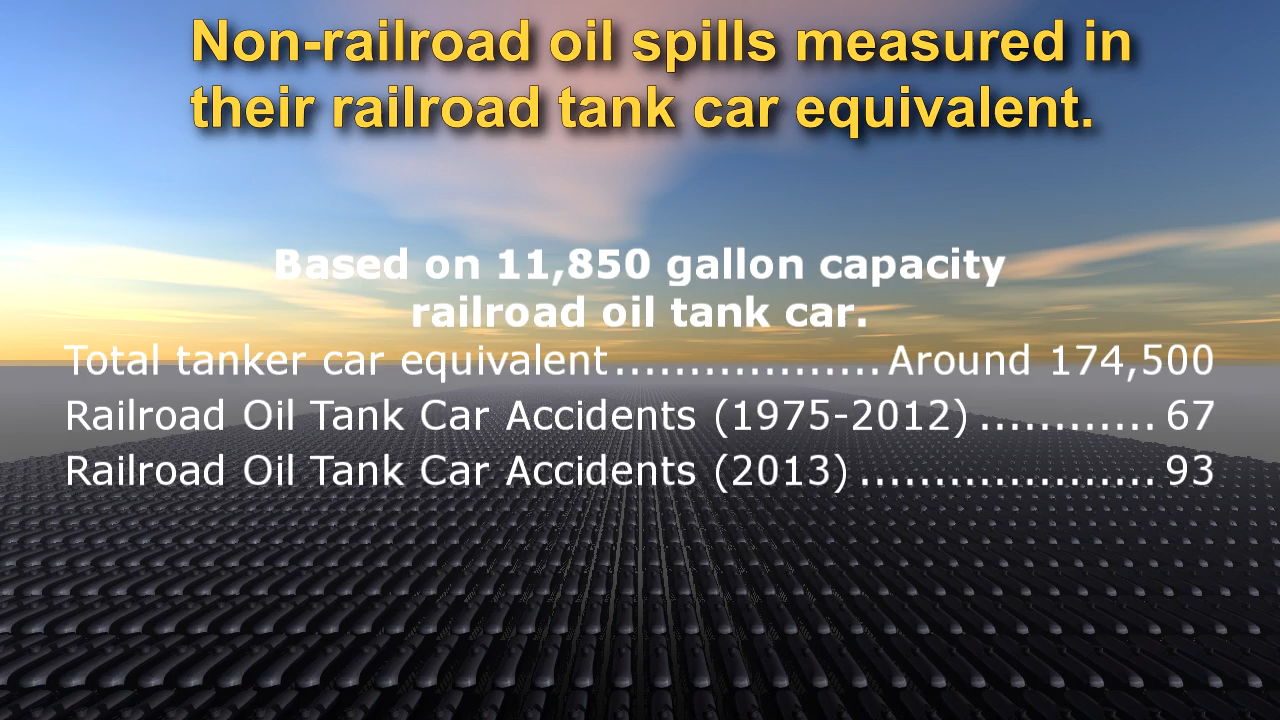 Non-railroad oil spills measured in
their railroad tank car equivalent.
Based on 11,850 gallon capacity
railroad oil tank car.
Total tanker car equivalent..................Around 174,500
Railroad Oil Tank Car Accidents (1975-2012)............67
Railroad Oil Tank Car Accidents (2013)....................93